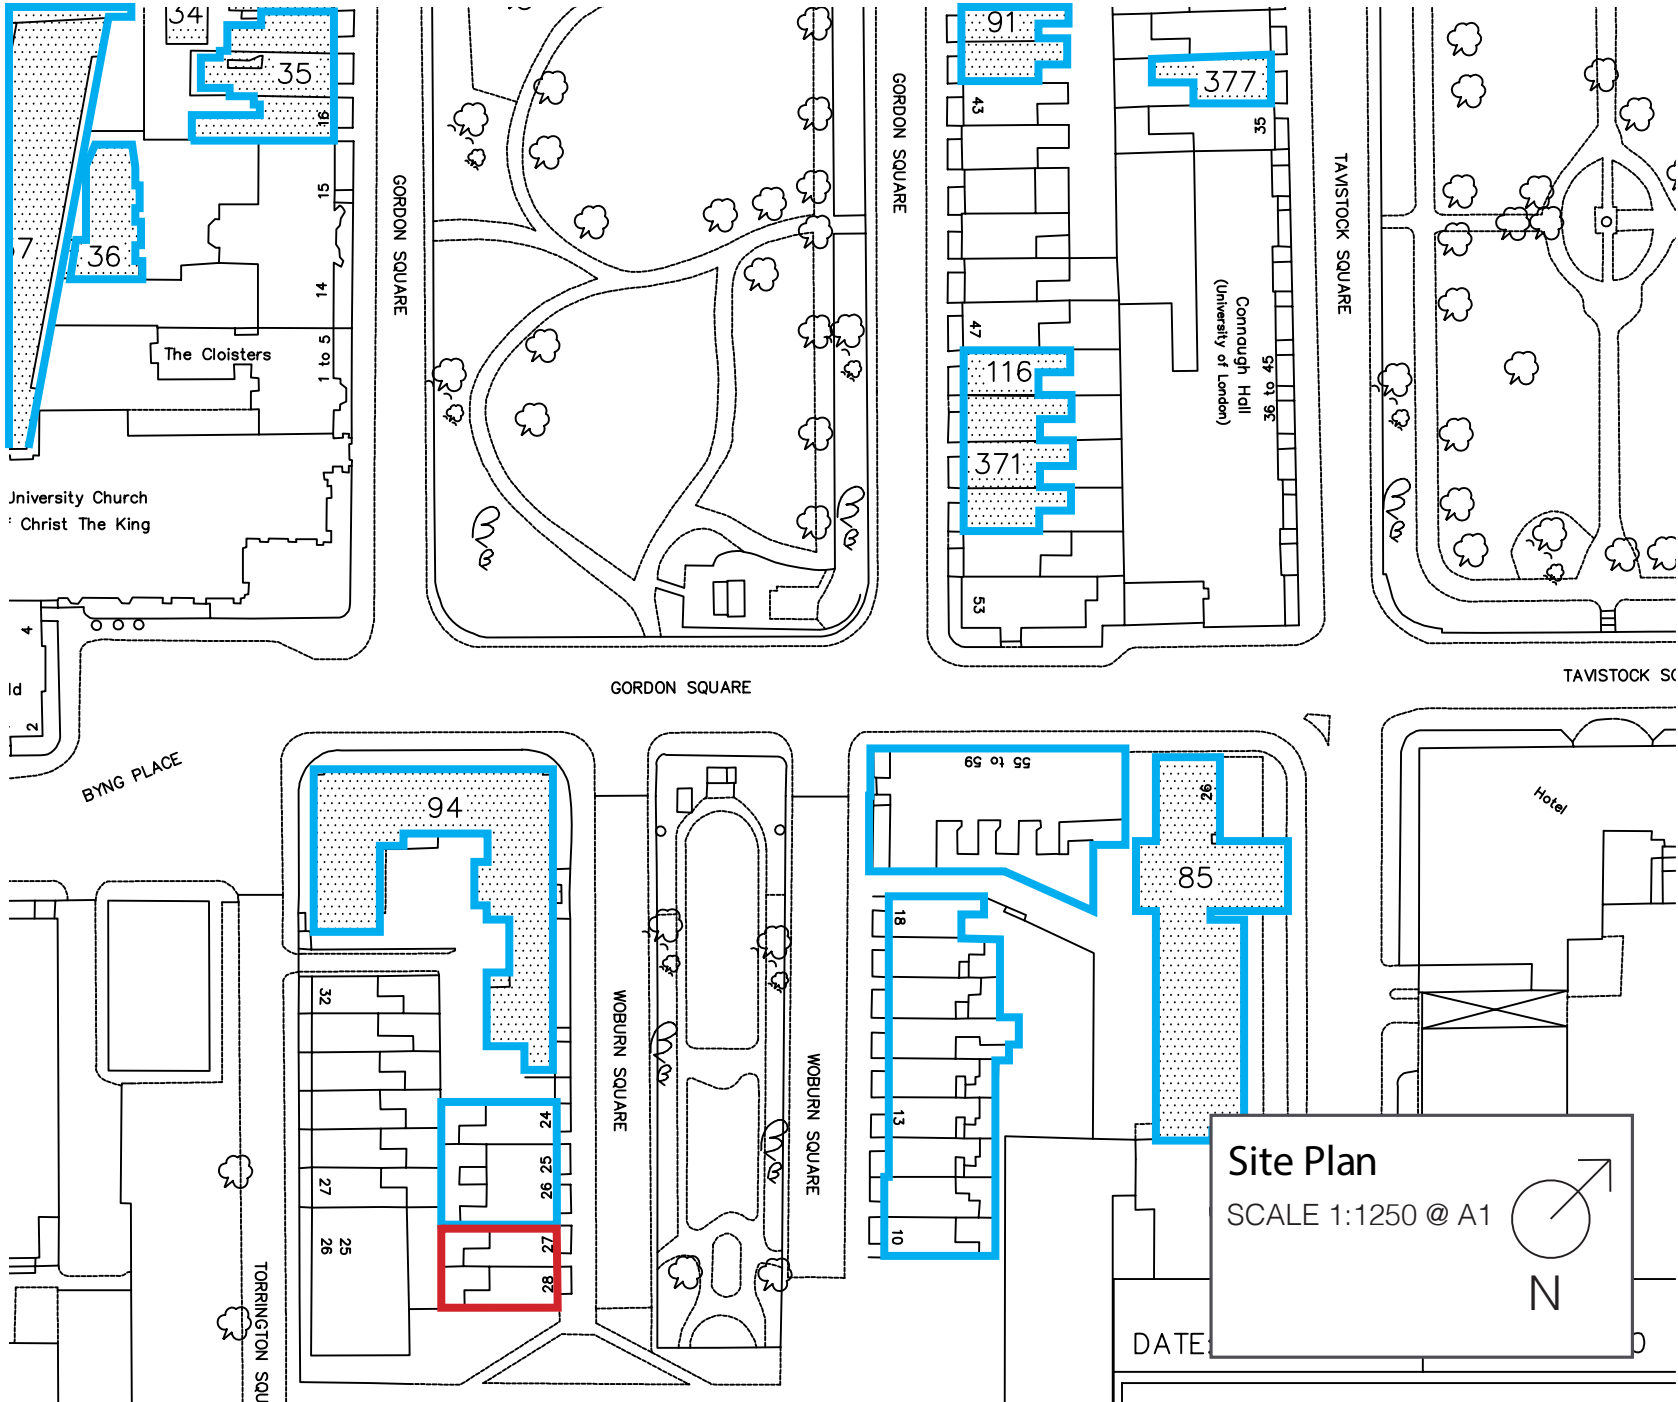 34
35
16
91
377
43
35
GORDON SQUARE
GORDON SQUARE
TAVISTOCK SQUARE
15
36
14
The Cloisters
1 to 5
47
Connaugh Hall
(University of London)
36 to 45
116
371
University Church
Christ The King
53
4
2
GORDON SQUARE
TAVISTOCK SQ
BYNG PLACE
94
55 to 59
26
85
Hotel
18
32
WOBURN SQUARE
WOBURN SQUARE
24
25
26
13
27
27
28
10
25
26
TORRINGTON SQU
Site Plan
SCALE 1:1250 @ A1
N
DATE:
0